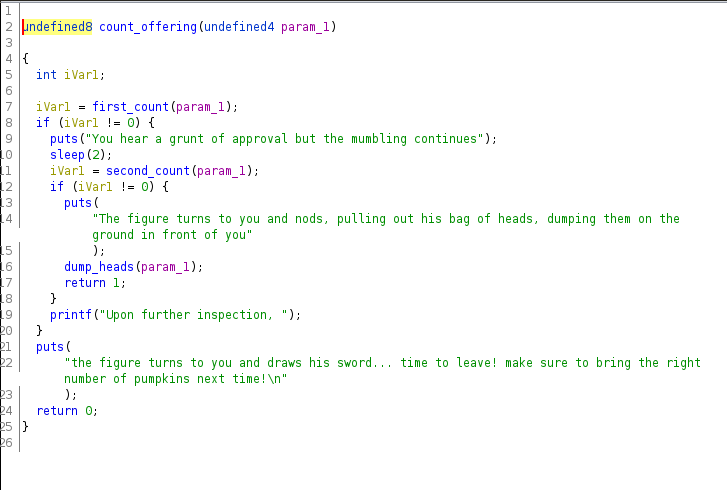 1
2 undefined8 count_offering(undefined4 param_1)
3
4 {
5   int iVar1;
6
7   iVar1 = first_count(param_1);
8   if (iVar1 != 0) {
9     puts("You hear a grunt of approval but the mumbling continues");
10     sleep(2);
11     iVar1 = second_count(param_1);
12     if (iVar1 != 0) {
13       puts(
14           "The figure turns to you and nods, pulling out his bag of heads, dumping them on the
           ground in front of you"
15           );
16       dump_heads(param_1);
17       return 1;
18     }
19     printf("Upon further inspection, ");
20   }
21   puts(
22       "the figure turns to you and draws his sword... time to leave! make sure to bring the right
       number of pumpkins next time!\n"
23       );
24   return 0;
25 }
26